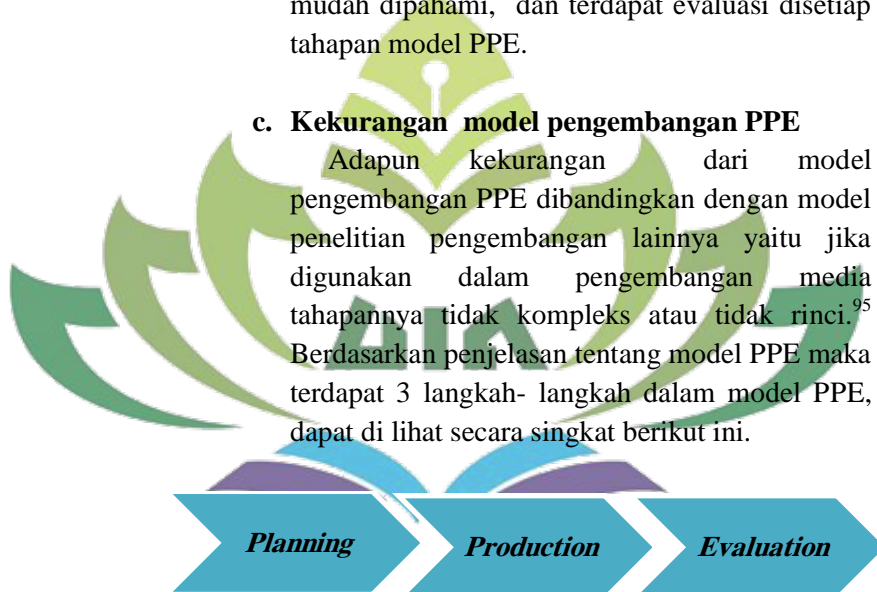 mudah dipahami, dan terdapat evaluasi disetiap
tahapan model PPE.
c. Kekurangan model pengembangan PPE
Adapun kekurangan dari model
pengembangan PPE dibandingkan dengan model
penelitian pengembangan lainnya yaitu jika
digunakan dalam pengembangan media
tahapannya tidak kompleks atau tidak rinci.95
Berdasarkan penjelasan tentang model PPE maka
terdapat 3 langkah- langkah dalam model PPE,
dapat di lihat secara singkat berikut ini.
Planning Production Evaluation